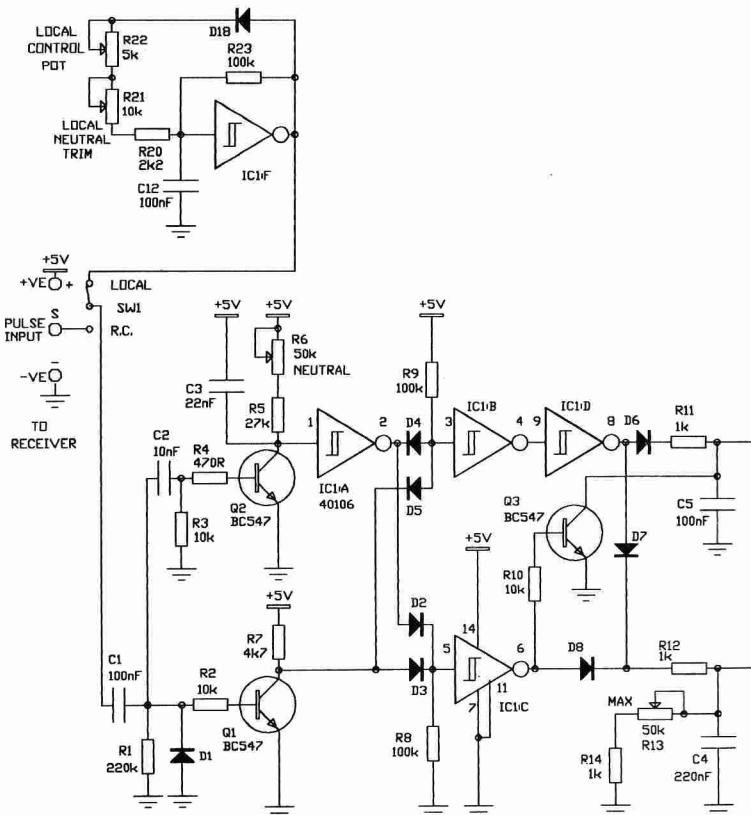 LOCAL
CONTROL
POT
R22
5k
D18
R23
100k
R21
10k
LOCAL
NEUTRAL
TRIM
R20
2k2
IC1:F
C12
100nF
+5V
+VE
+
LOCAL
SW1
S
PULSE
INPUT
R.C.
-
-VE
TO
RECEIVER
+5V
+5V
R6
50k
NEUTRAL
C3
22nF
R5
27k
+5V
R9
100k
1
2
IC1:A
40106
D4
D5
3
IC1:B
4
9
IC1:D
8
D6
R11
1k
C2
10nF
R4
470R
R3
10k
Q2
BC547
Q3
BC547
C5
100nF
D7
+5V
R10
10k
+5V
R7
4k7
D2
D3
14
5
6
7
11
IC1:C
D8
R12
1k
C1
100nF
R2
10k
R1
220k
D1
Q1
BC547
R8
100k
MAX
50k
R13
R14
1k
C4
220nF